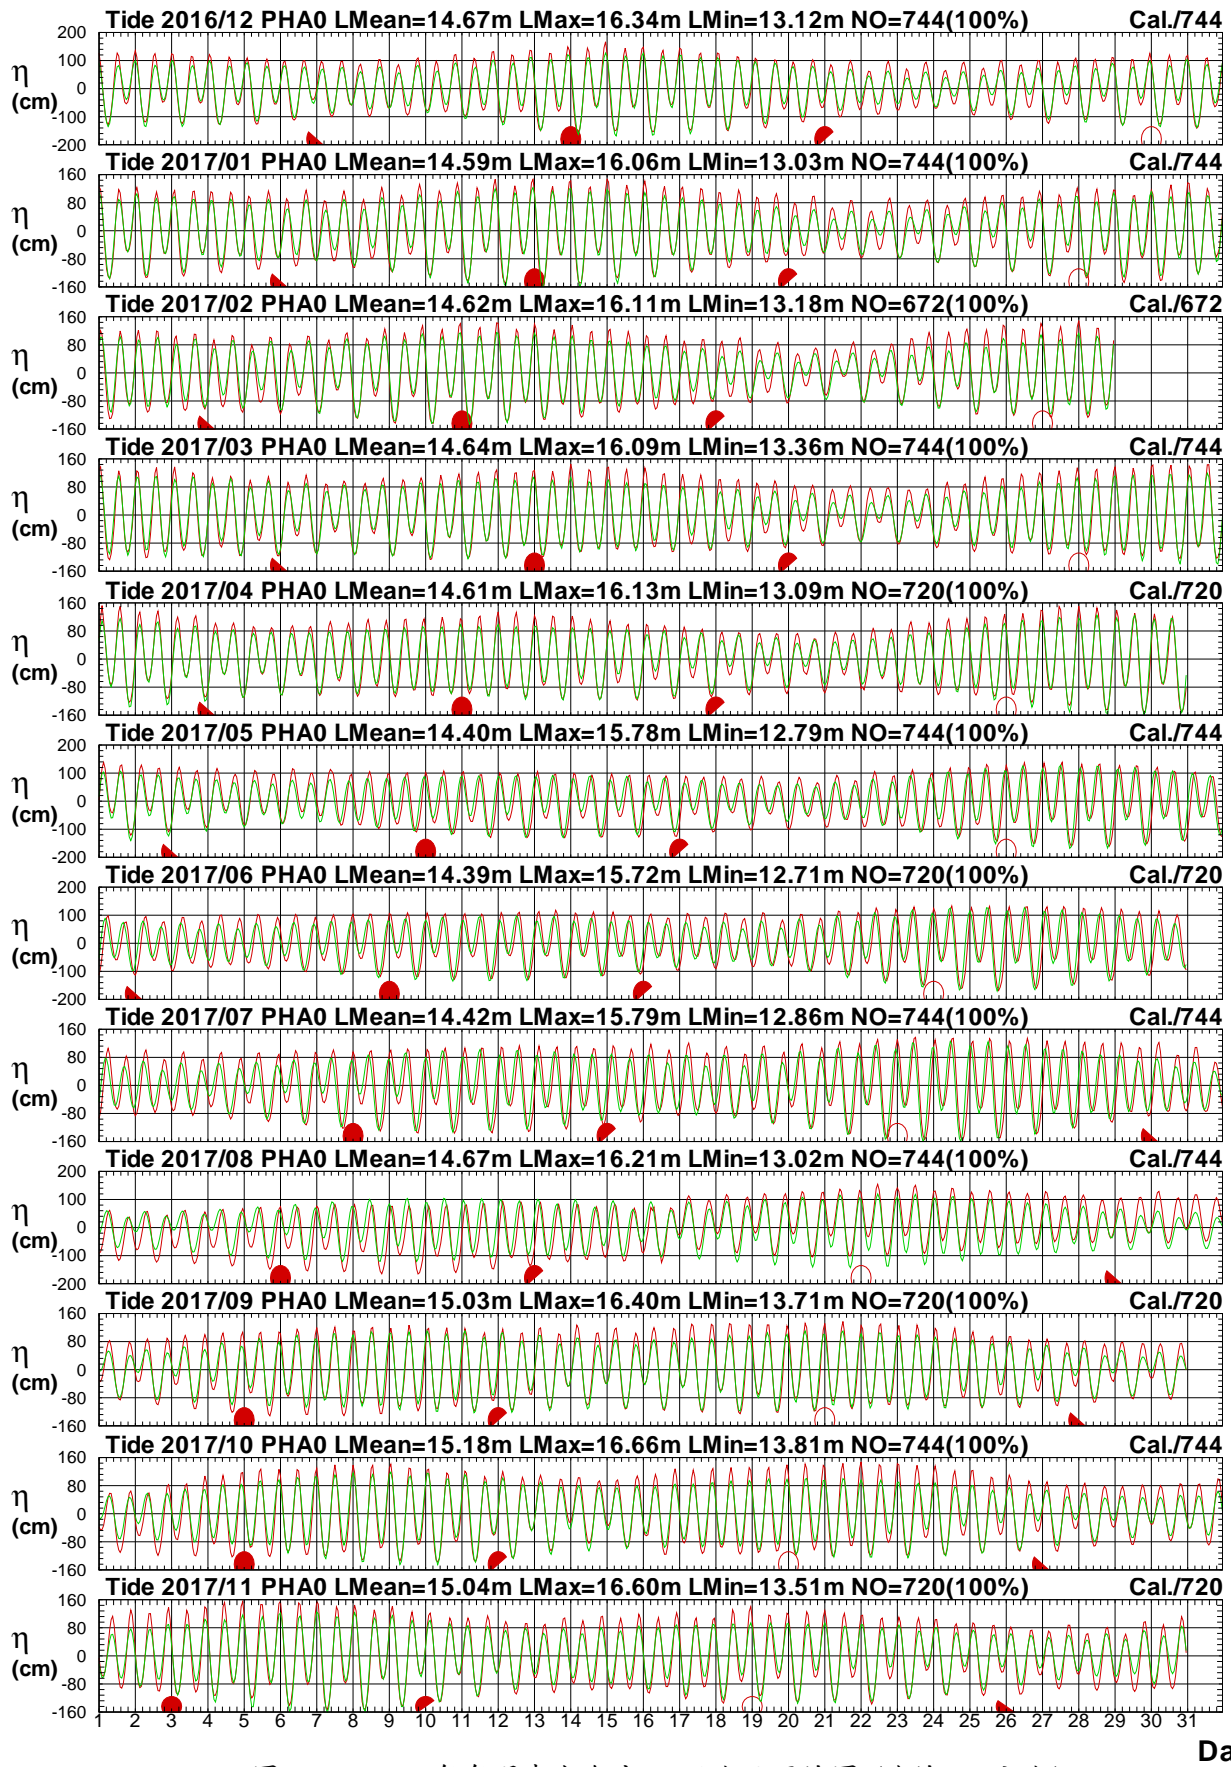 Tide 2016/12 PHA0 LMean=14.67m LMax=16.34m LMin=13.12m NO=744(100%) Cal./744
200
100
0
-100
-200
η
(cm)
Tide 2017/01 PHA0 LMean=14.59m LMax=16.06m LMin=13.03m NO=744(100%) Cal./744
160
80
0
-80
-160
η
(cm)
Tide 2017/02 PHA0 LMean=14.62m LMax=16.11m LMin=13.18m NO=672(100%) Cal./672
160
80
0
-80
-160
η
(cm)
Tide 2017/03 PHA0 LMean=14.64m LMax=16.09m LMin=13.36m NO=744(100%) Cal./744
160
80
0
-80
-160
η
(cm)
Tide 2017/04 PHA0 LMean=14.61m LMax=16.13m LMin=13.09m NO=720(100%) Cal./720
160
80
0
-80
-160
η
(cm)
Tide 2017/05 PHA0 LMean=14.40m LMax=15.78m LMin=12.79m NO=744(100%) Cal./744
200
100
0
-100
-200
η
(cm)
Tide 2017/06 PHA0 LMean=14.39m LMax=15.72m LMin=12.71m NO=720(100%) Cal./720
200
100
0
-100
-200
η
(cm)
Tide 2017/07 PHA0 LMean=14.42m LMax=15.79m LMin=12.86m NO=744(100%) Cal./744
160
80
0
-80
-160
η
(cm)
Tide 2017/08 PHA0 LMean=14.67m LMax=16.21m LMin=13.02m NO=744(100%) Cal./744
200
100
0
-100
-200
η
(cm)
Tide 2017/09 PHA0 LMean=15.03m LMax=16.40m LMin=13.71m NO=720(100%) Cal./720
160
80
0
-80
-160
η
(cm)
Tide 2017/10 PHA0 LMean=15.18m LMax=16.66m LMin=13.81m NO=744(100%) Cal./744
160
80
0
-80
-160
η
(cm)
Tide 2017/11 PHA0 LMean=15.04m LMax=16.60m LMin=13.51m NO=720(100%) Cal./720
160
80
0
-80
-160
η
(cm)
1 2 3 4 5 6 7 8 9 10 11 12 13 14 15 16 17 18 19 20 21 22 23 24 25 26 27 28 29 30 31
Da